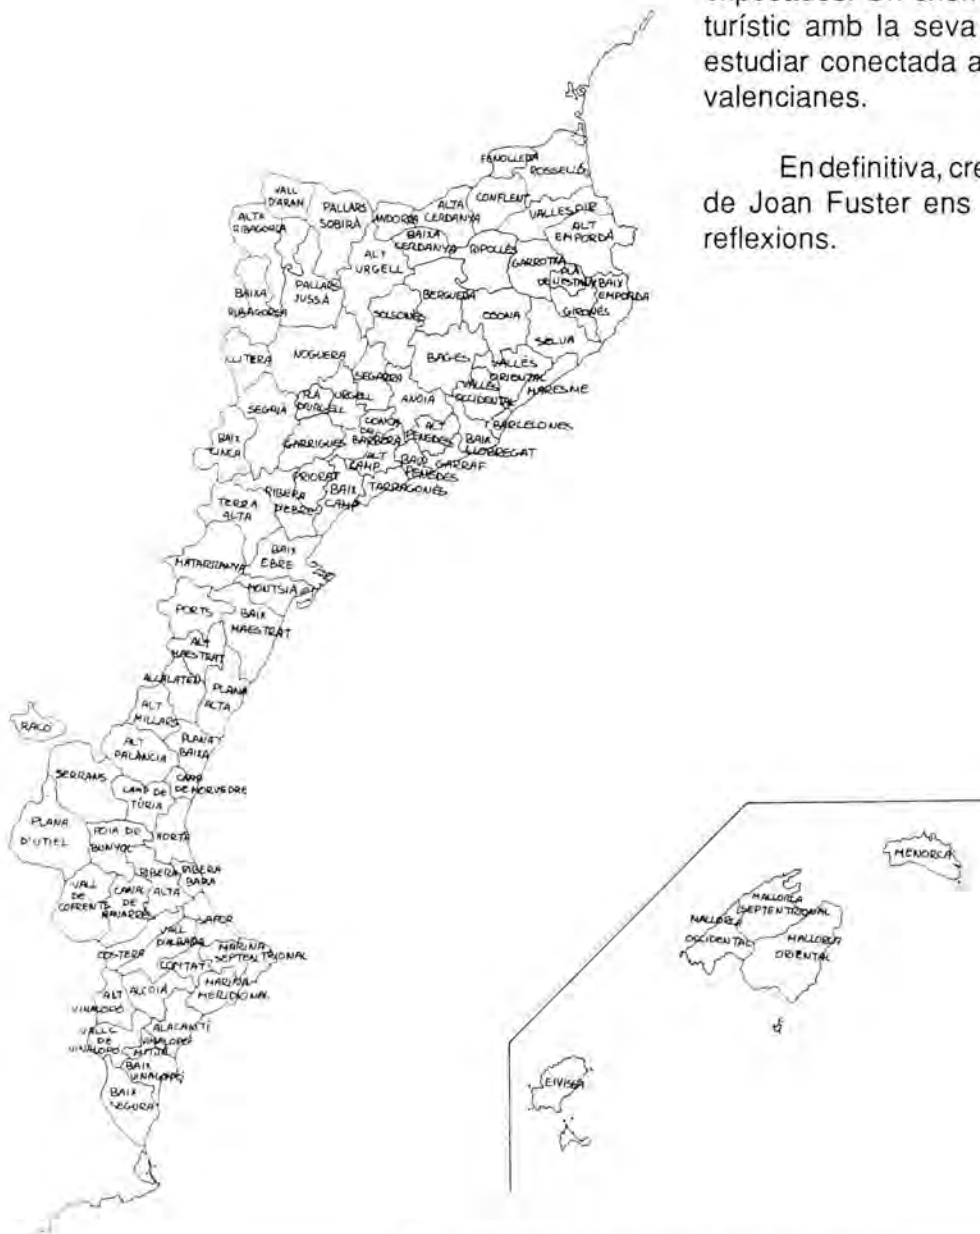 turístic amb la seva
estudiar conectada a
valencianes.
En definitiva, cre
de Joan Fuster ens
reflexions.
FENOLLEDA
ROSSELLÓ
VALL
D'ARAN
PALLARS
SOBIRÀ
ALTA
RIBAGORÇA
ANDORRA
ALTA
CERDANYA
CONFLENT
VALLESPIR
ALT
EMPORDÀ
BAIXA
CERDANYA
RIPOLLÈS
ALT
URGELL
GARROTXA
PLA
DE L'ESTANY
BAIX
EMPORDÀ
BAIXA
RIBAGORÇA
PALLARS
JUSSÀ
BERGUEDÀ
SOLSONÈS
OSONA
GIRONÈS
SELVA
LLITERA
NOGUERA
BAGES
VALLÈS
ORIENTAL
SEGARRA
MARESME
VALLÈS
OCCIDENTAL
PLA
D'URGELL
URGELL
ANOIA
SEGRIÀ
CONCA
DE
BARBERÀ
ALT
PENEDÈS
BARCELONÈS
BAIX
LLOBREGAT
BAIX
CINCA
GARRIGUES
ALT
CAMP
BAIX
PENEDÈS
GARRAF
PRIORAT
TARRAGONÈS
RIBERA
D'EBRE
BAIX
CAMP
TERRA
ALTA
BAIX
EBRE
MATARRANYA
MONTSIÀ
PORTS
BAIX
MAESTRAT
ALT
MAESTRAT
ALCALATEN
PLANA
ALTA
ALT
MILLARS
RACÓ
PLANA
BAIXA
ALT
PALÀNCIA
SERRANS
CAMP
DE MORVEDRE
CAMP DE
TÚRIA
PLANA
D'UTIEL
FOIA DE
BUNYOL
HORTA
RIBERA
ALTA
RIBERA
BAIXA
VALL
DE
COFRENTS
CANAL
DE
NAVARRÉS
SAFOR
VALL
D'ALBAIDA
COSTERA
MARINA
SEPTENTRIONAL
COMTAT
MARINA
MERIDIONAL
ALT
VINALOPÓ
ALCOIÀ
ALACANTÍ
VALLS
DE
VINALOPÓ
VINALOPÓ
MITJÀ
BAIX
VINALOPÓ
BAIX
SEGURA
MENORCA
MALLORCA
SEPTENTRIONAL
MALLORCA
OCCIDENTAL
MALLORCA
ORIENTAL
EIVISSA